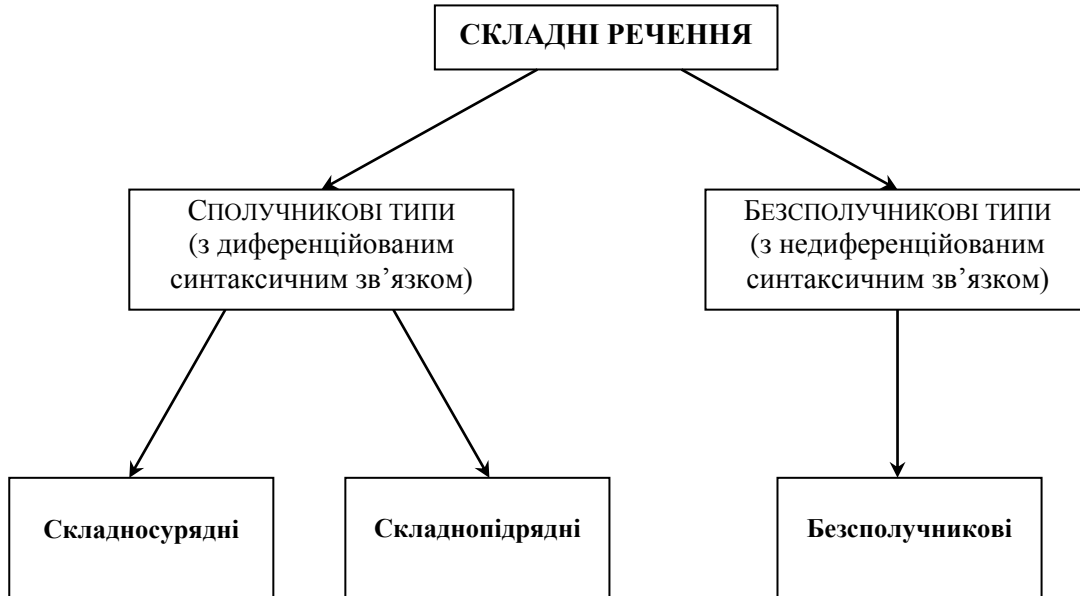 СКЛАДНІ РЕЧЕННЯ
СПОЛУЧНИКОВІ ТИПИ
(з диференційованим
синтаксичним зв’язком)
БЕЗСПОЛУЧНИКОВІ ТИПИ
(з недиференційованим
синтаксичним зв’язком)
Складносурядні
Складнопідрядні
Безсполучникові